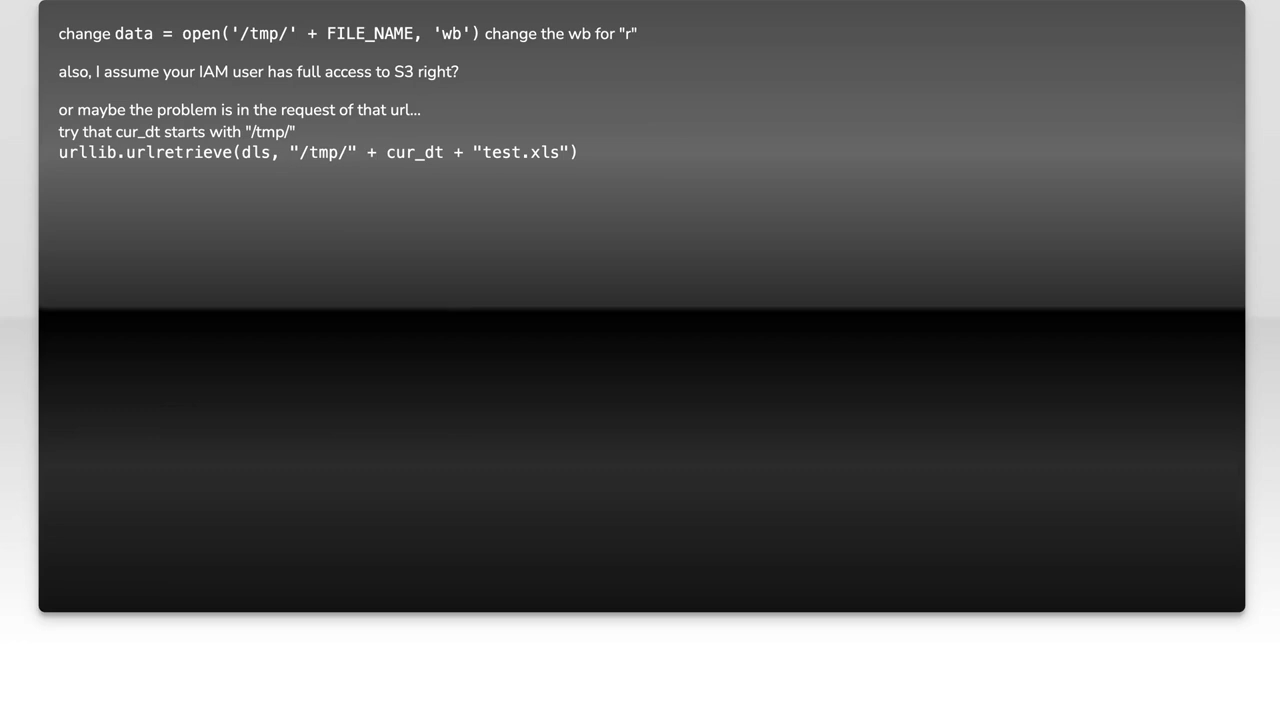 change data = open('/tmp/' + FILE_NAME, 'wb') change the wb for "r"
also, I assume your IAM user has full access to S3 right?
or maybe the problem is in the request of that url...
try that cur_dt starts with "/tmp/"
urllib.urlretrieve(dls, "/tmp/" + cur_dt + "test.xls")